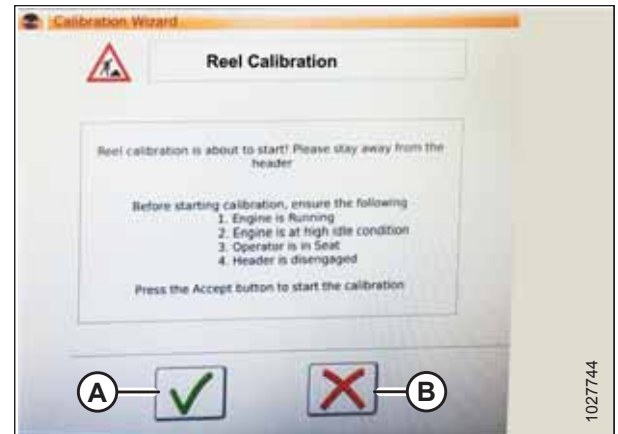 Calibration Wizard
Reel Calibration
Reel calibration is about to start! Please stay away from the
header
Before starting calibration, ensure the following
1. Engine is Running
2. Engine is at high idle condition
3. Operator is in Seat
4. Header is disengaged
Press the Accept button to start the calibration
A
B
1027744